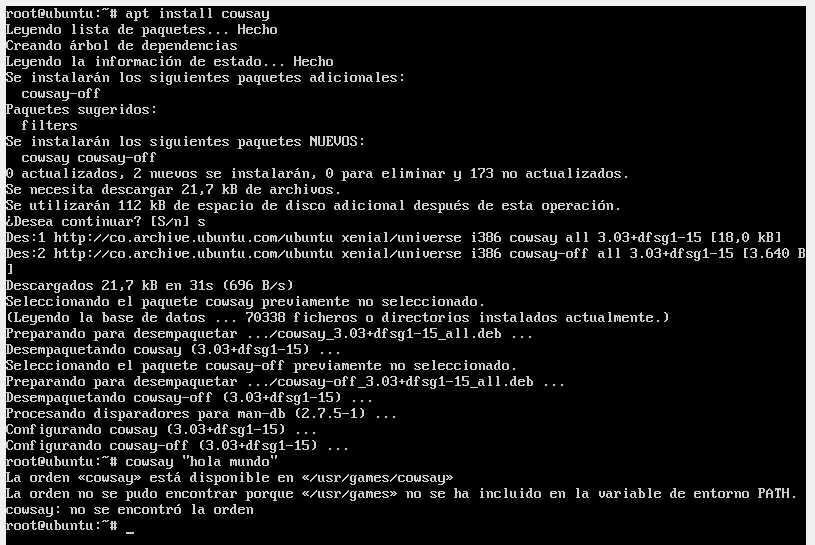 root@ubuntu:~# apt install cowsay
Leyendo lista de paquetes... Hecho
Creando árbol de dependencias
Leyendo la información de estado... Hecho
Se instalarán los siguientes paquetes adicionales:
  cowsay-off
Paquetes sugeridos:
  filters
Se instalarán los siguientes paquetes NUEVOS:
  cowsay cowsay-off
0 actualizados, 2 nuevos se instalarán, 0 para eliminar y 173 no actualizados.
Se necesita descargar 21,7 kB de archivos.
Se utilizarán 112 kB de espacio de disco adicional después de esta operación.
¿Desea continuar? [S/n] s
Des:1 http://co.archive.ubuntu.com/ubuntu xenial/universe i386 cowsay all 3.03+dfsg1-15 [18,0 kB]
Des:2 http://co.archive.ubuntu.com/ubuntu xenial/universe i386 cowsay-off all 3.03+dfsg1-15 [3.640 B
]
Descargados 21,7 kB en 31s (696 B/s)
Seleccionando el paquete cowsay previamente no seleccionado.
(Leyendo la base de datos ... 70338 ficheros o directorios instalados actualmente.)
Preparando para desempaquetar .../cowsay_3.03+dfsg1-15_all.deb ...
Desempaquetando cowsay (3.03+dfsg1-15) ...
Seleccionando el paquete cowsay-off previamente no seleccionado.
Preparando para desempaquetar .../cowsay-off_3.03+dfsg1-15_all.deb ...
Desempaquetando cowsay-off (3.03+dfsg1-15) ...
Procesando disparadores para man-db (2.7.5-1) ...
Configurando cowsay (3.03+dfsg1-15) ...
Configurando cowsay-off (3.03+dfsg1-15) ...
root@ubuntu:~# cowsay "hola mundo"
La orden «cowsay» está disponible en «/usr/games/cowsay»
La orden no se pudo encontrar porque «/usr/games» no se ha incluido en la variable de entorno PATH.
cowsay: no se encontró la orden
root@ubuntu:~# _